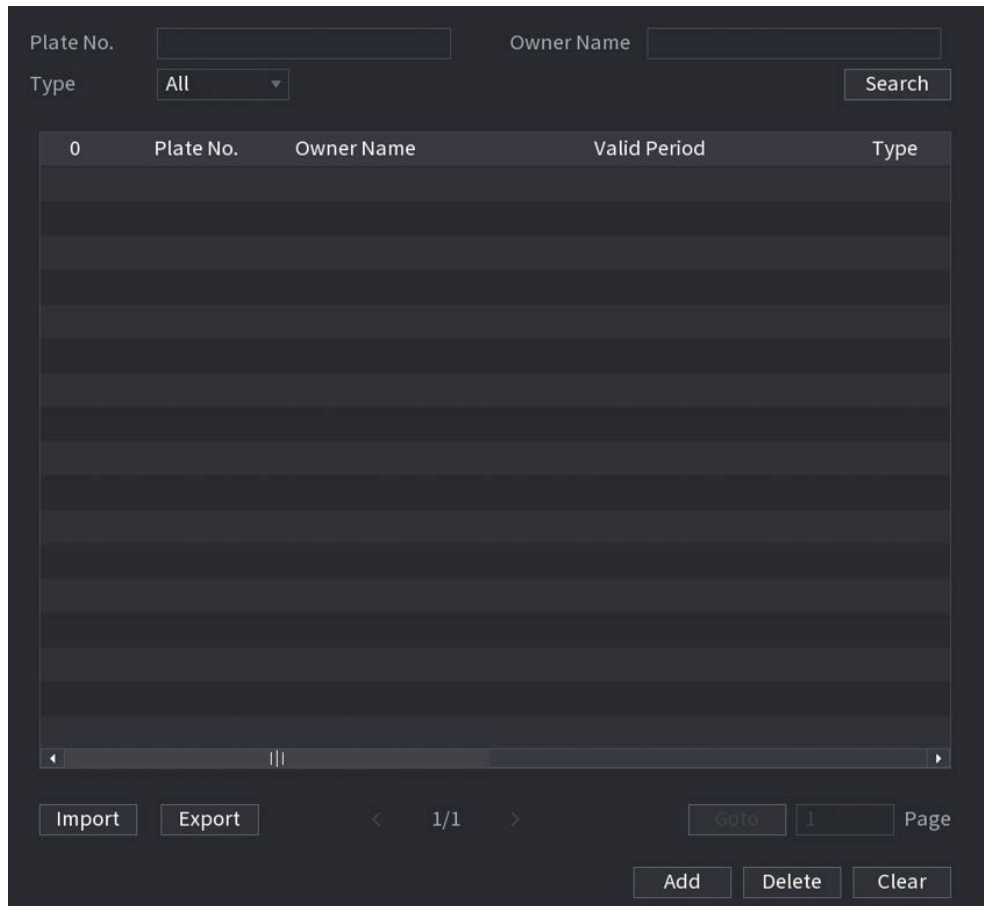 Plate No. Owner Name
Type All Search
0 Plate No. Owner Name Valid Period Type
Import Export < 1/1 > Goto 1 Page
Add Delete Clear